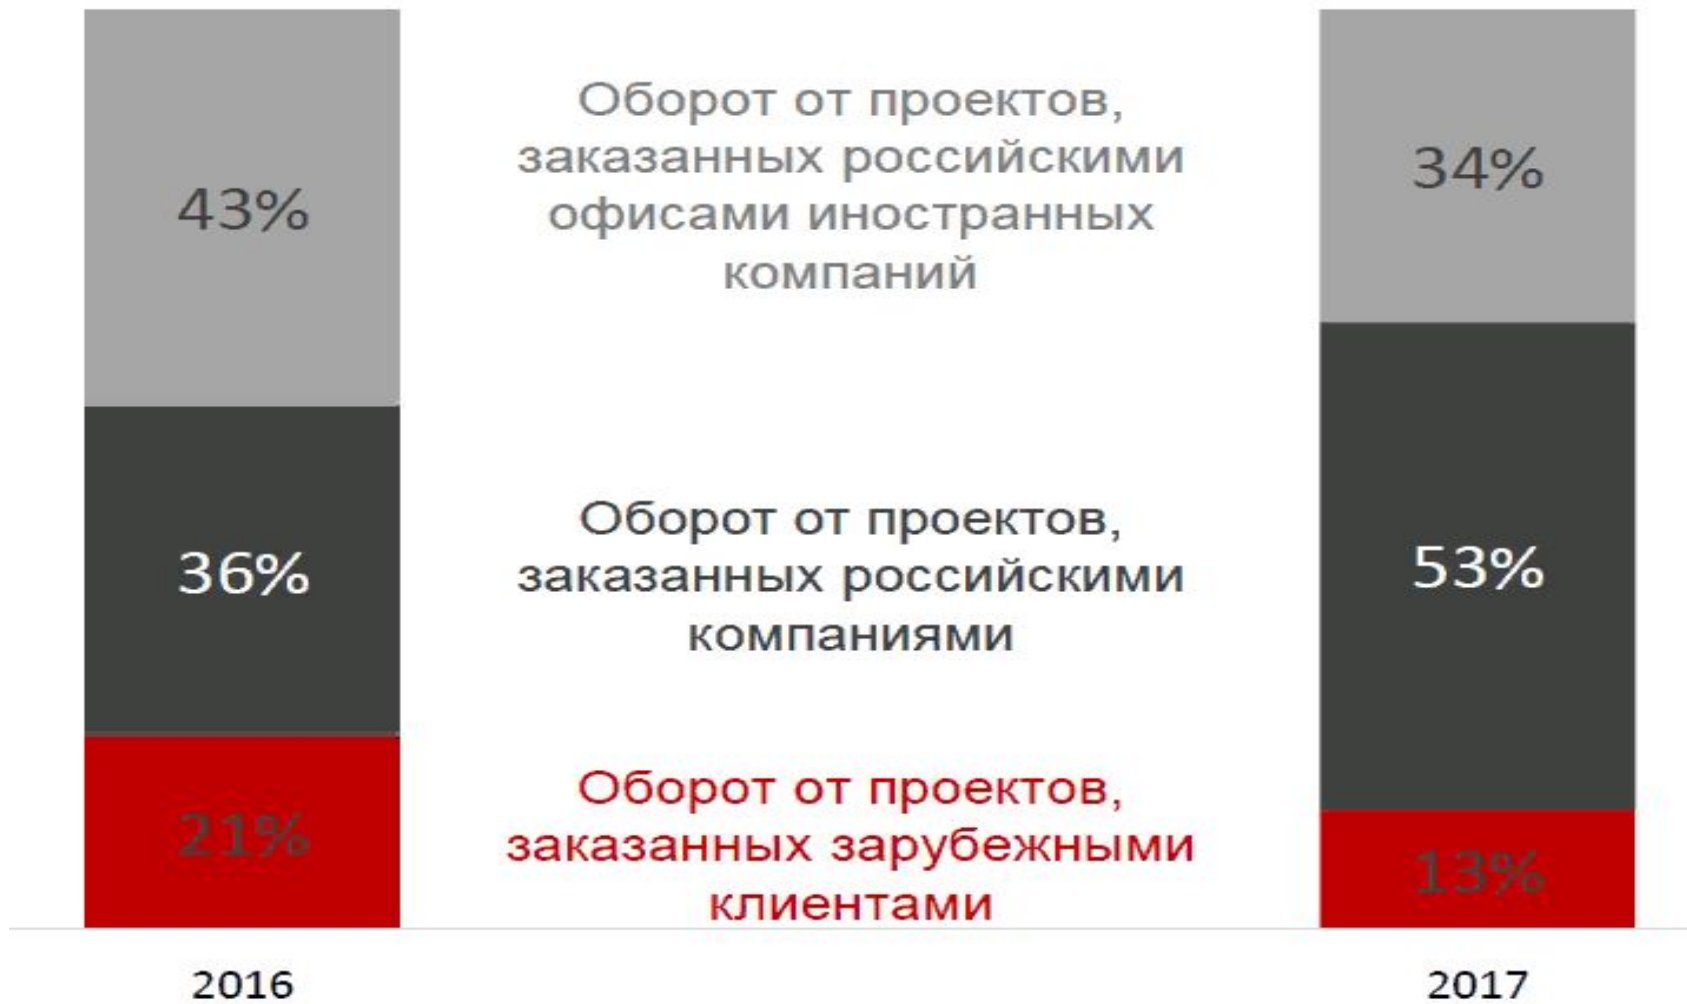 43%
Оборот от проектов,
заказанных российскими
офисами иностранных
компаний
34%
36%
Оборот от проектов,
заказанных российскими
компаниями
53%
21%
Оборот от проектов,
заказанных зарубежными
клиентами
13%
2016
2017